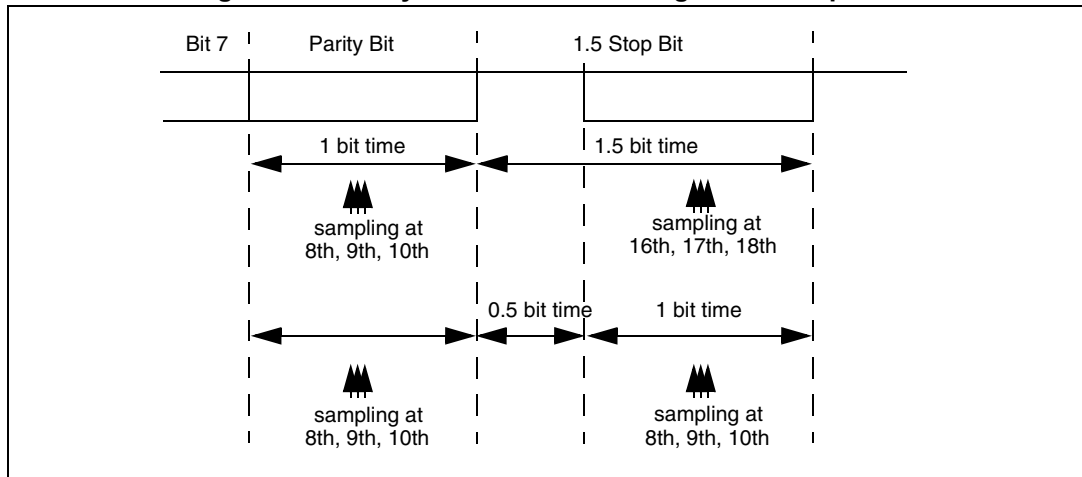 Bit 7 Parity Bit 1.5 Stop Bit
1 bit time 1.5 bit time
sampling at
8th, 9th, 10th
sampling at
16th, 17th, 18th
0.5 bit time 1 bit time
sampling at
8th, 9th, 10th
sampling at
8th, 9th, 10th